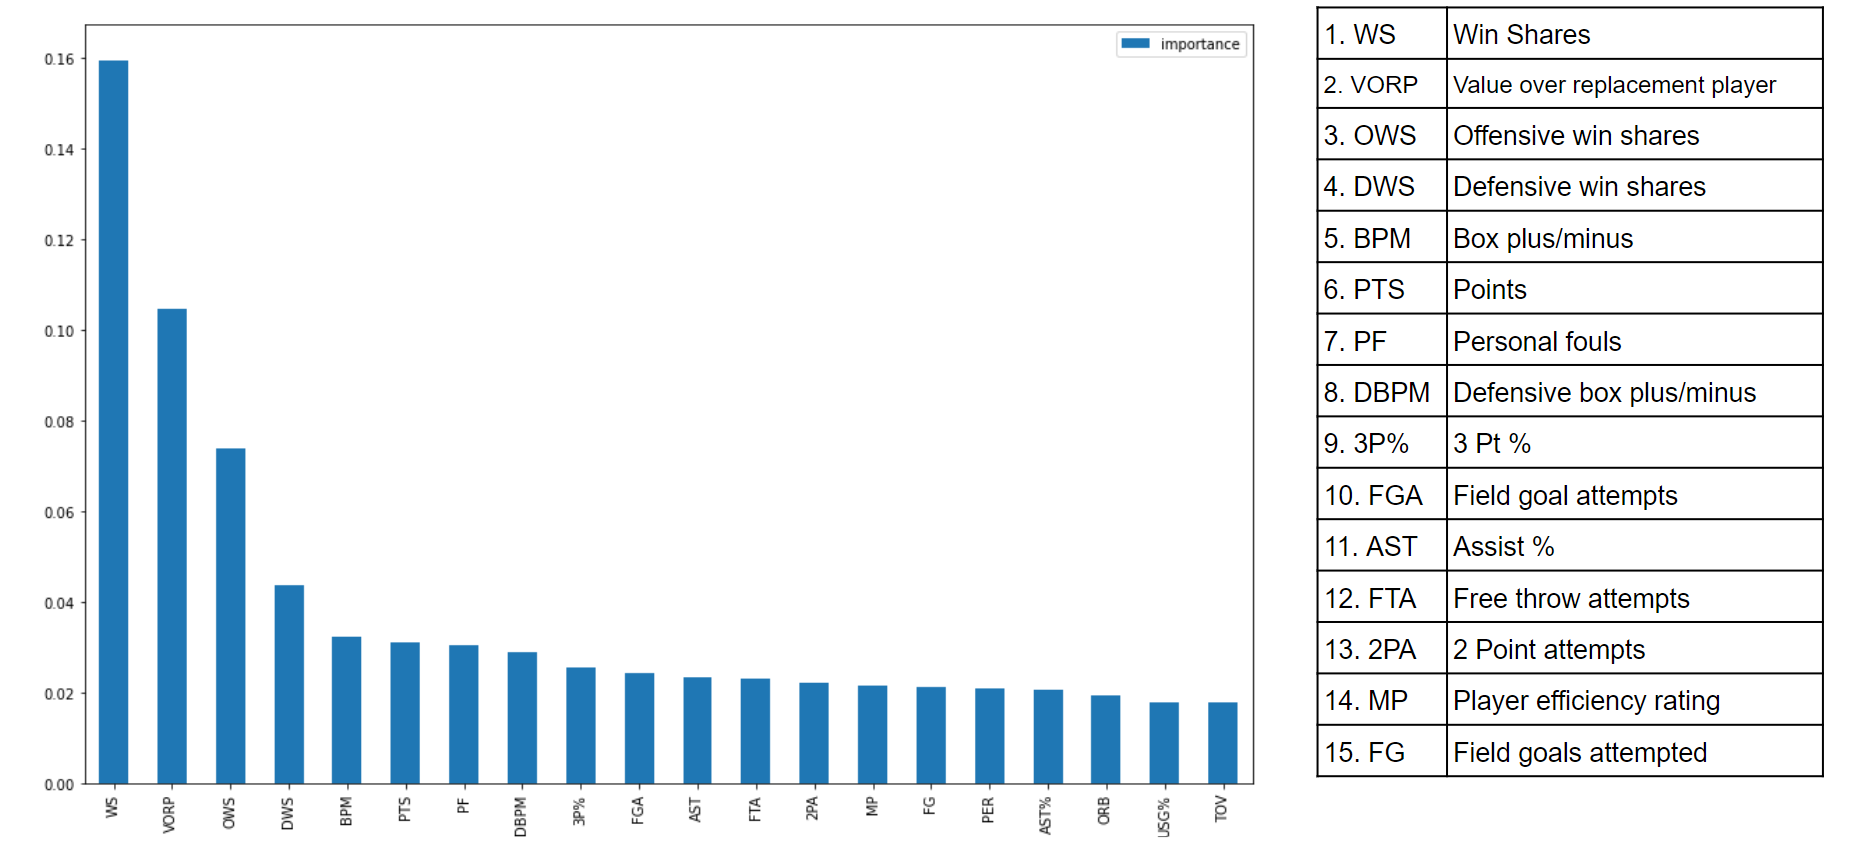 importance
0.16
0.14
0.12
0.10
0.08
0.06
0.04
0.02
0.00
WS VORP OWS DWS BPM PTS PF DBPM 3P% FGA AST FTA 2PA MP FG PER AST% ORB USG% TOV
1. WS Win Shares
2. VORP Value over replacement player
3. OWS Offensive win shares
4. DWS Defensive win shares
5. BPM Box plus/minus
6. PTS Points
7. PF Personal fouls
8. DBPM Defensive box plus/minus
9. 3P% 3 Pt %
10. FGA Field goal attempts
11. AST Assist %
12. FTA Free throw attempts
13. 2PA 2 Point attempts
14. MP Player efficiency rating
15. FG Field goals attempted